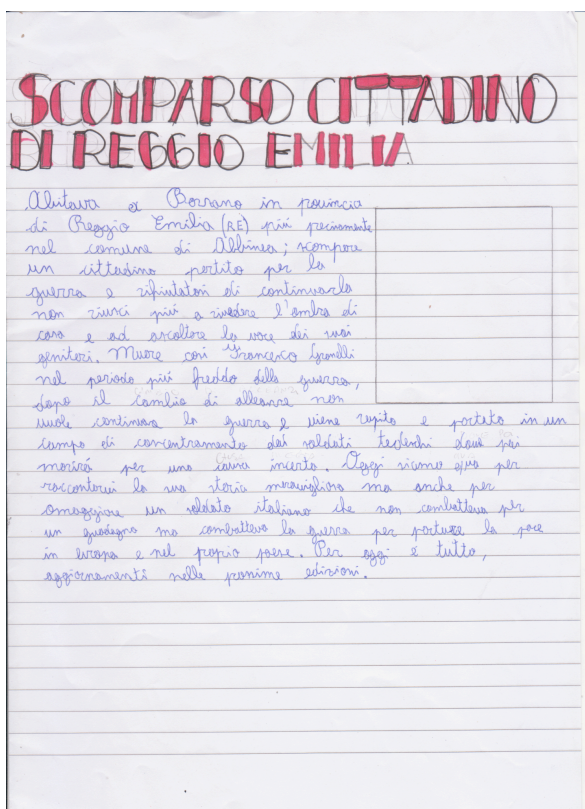 SCOMPARSO CITTADINO
DI REGGIO EMILIA
Abitava a Borzano in provincia
di Reggio Emilia (RE) più precisamente
nel comune di Albinea; scompare
un cittadino partito per la
guerra e rifiutatosi di continuarla
non riuscì più a rivedere l'ombra di
casa e ad ascoltare la voce dei suoi
genitori. Muore così Francesco
nel periodo più freddo della guerra,
dopo il cambio di alleanze non
vuole continuare la guerra e viene rapito e portato in un
campo di concentramento dai soldati tedeschi dove poi
morirà per una causa incerta. Oggi siamo qua per
raccontarvi la sua storia meravigliosa ma anche per
omaggiare un soldato italiano che non combatteva per
un guadagno ma combatteva la guerra per portare la pace
in europa e nel proprio paese. Per oggi è tutto,
aggiornamenti nelle prossime edizioni.